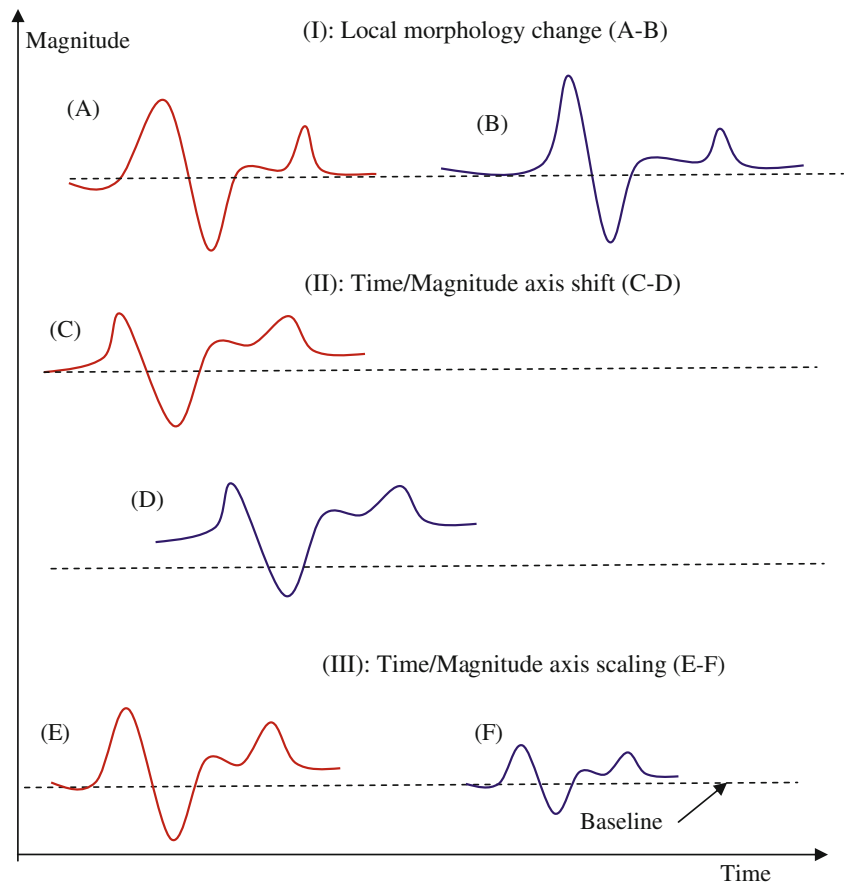 Magnitude
(I): Local morphology change (A-B)
(A)
(B)
(II): Time/Magnitude axis shift (C-D)
(C)
(D)
(III): Time/Magnitude axis scaling (E-F)
(E)
(F)
Baseline
Time